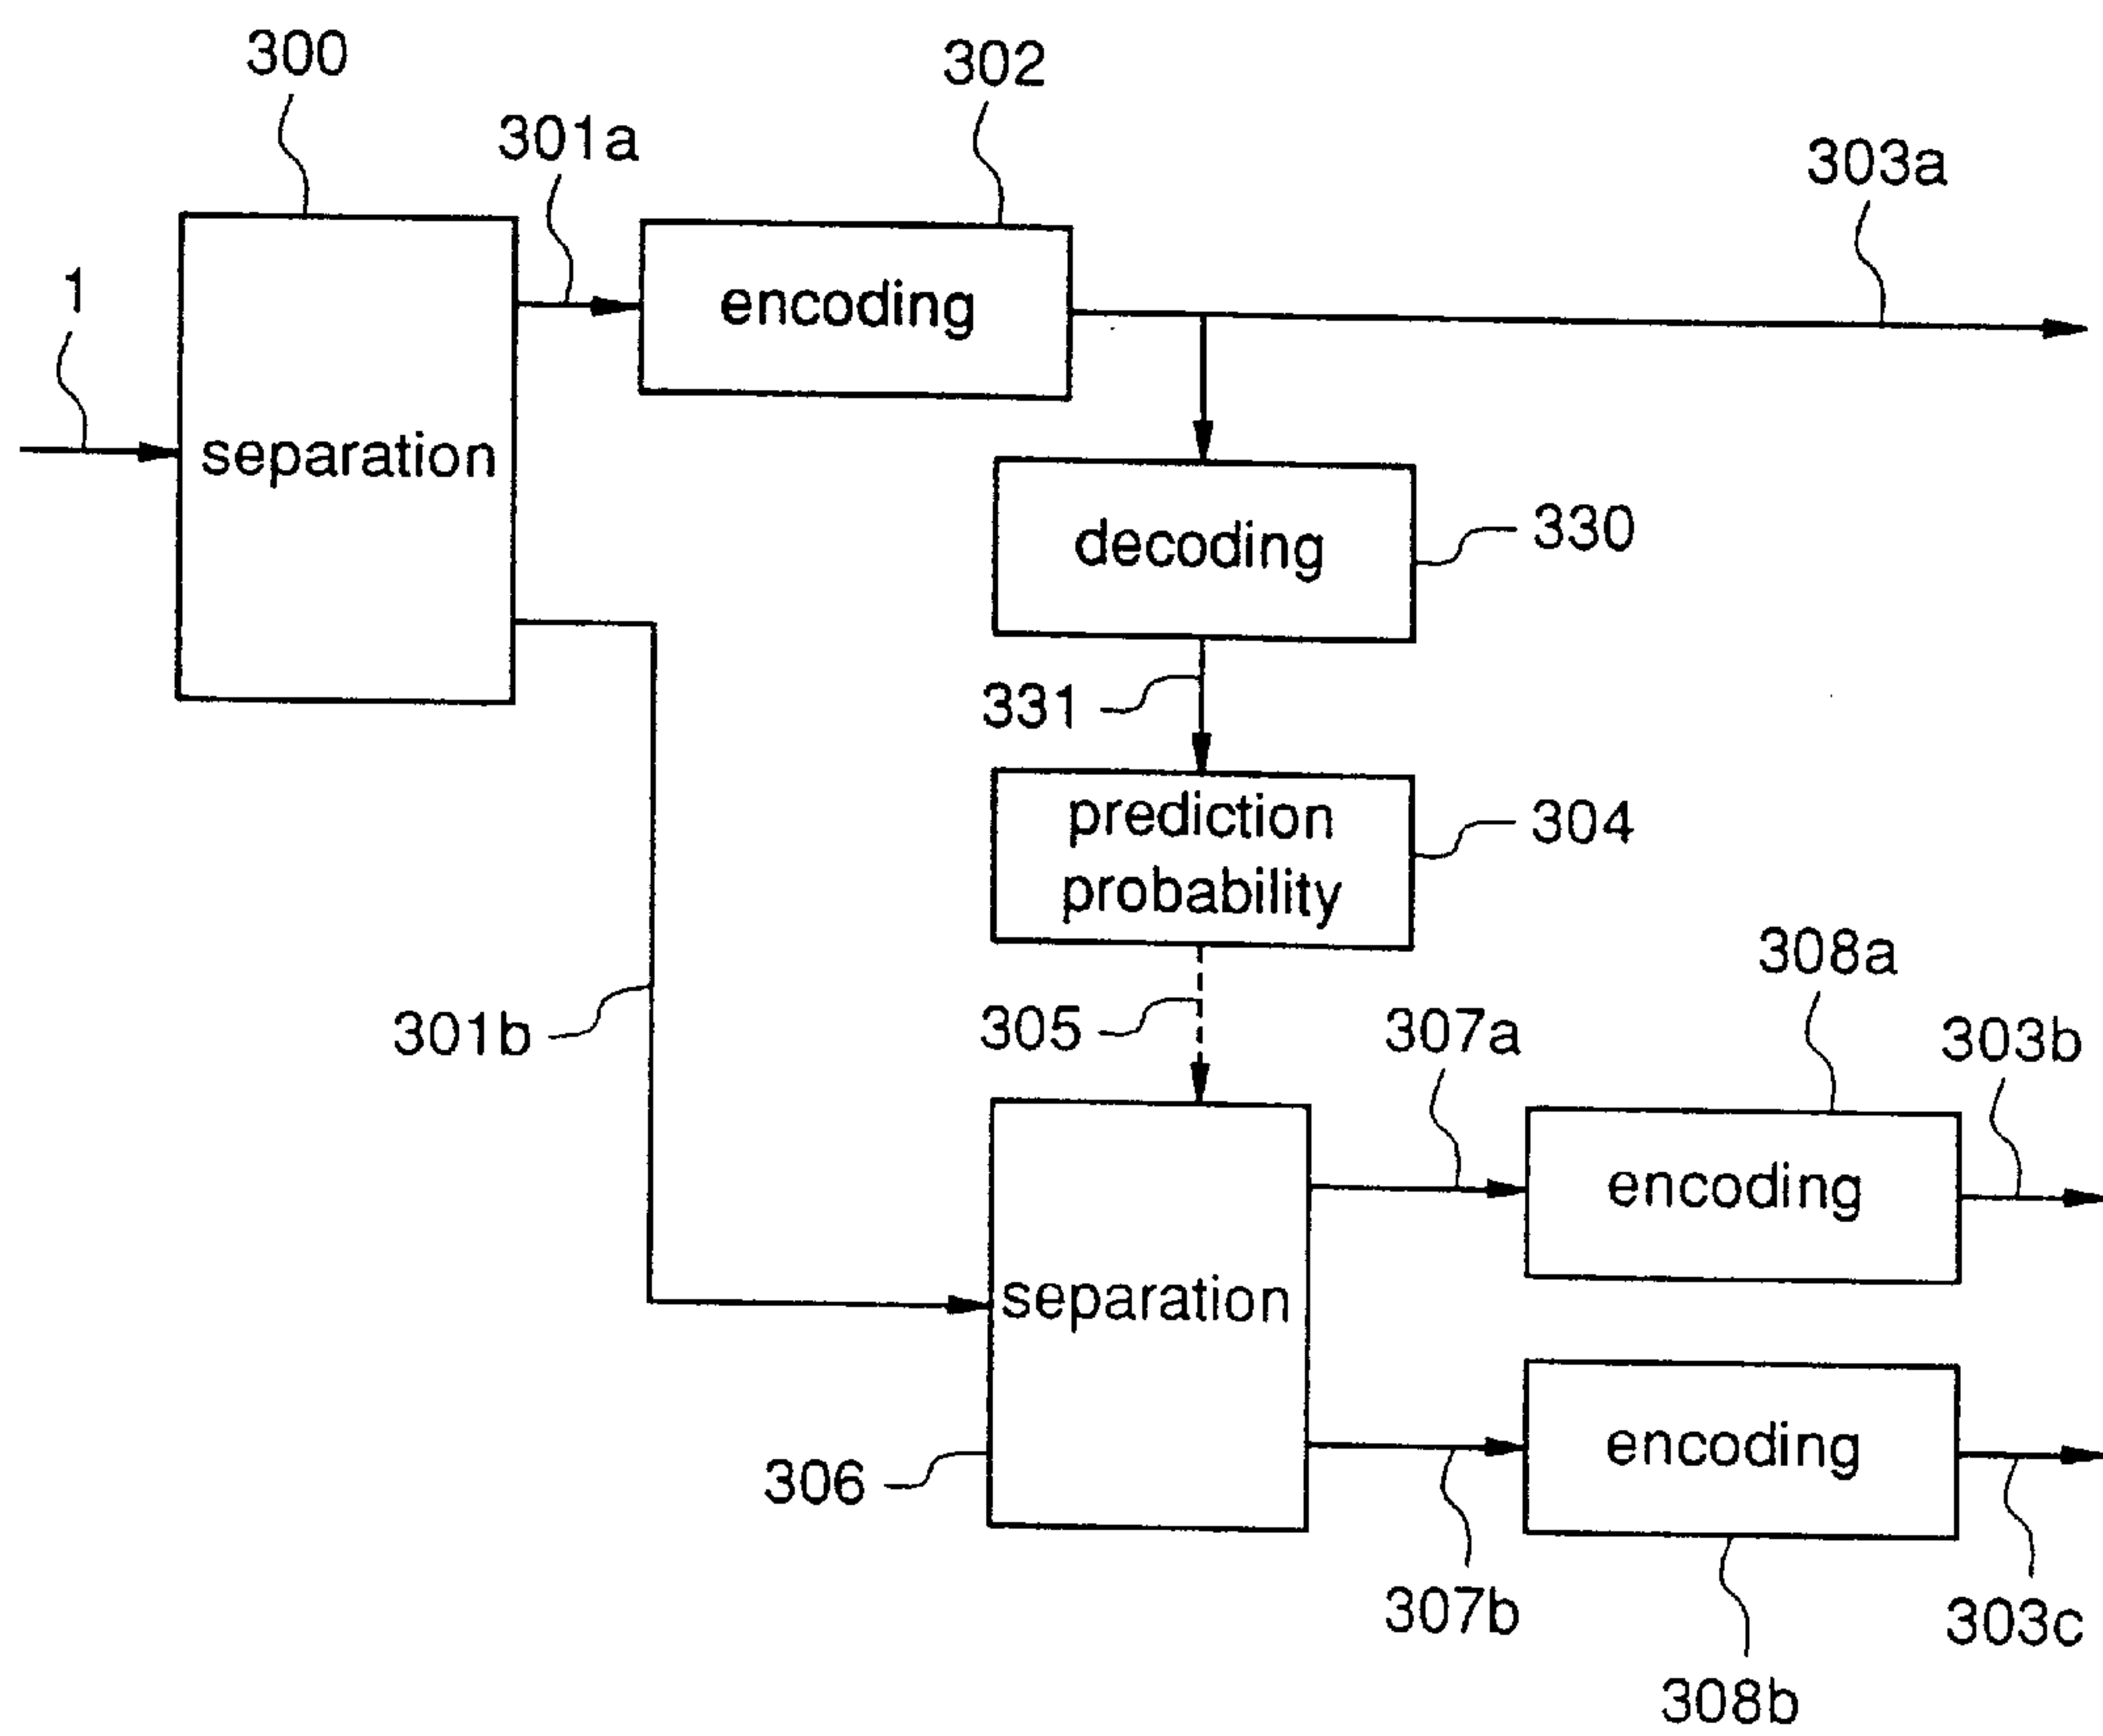 300
302
301a
303a
1
encoding
separation
decoding
330
331
prediction
probability
304
308a
305
307a
303b
301b
encoding
separation
encoding
306
307b
303c
308b